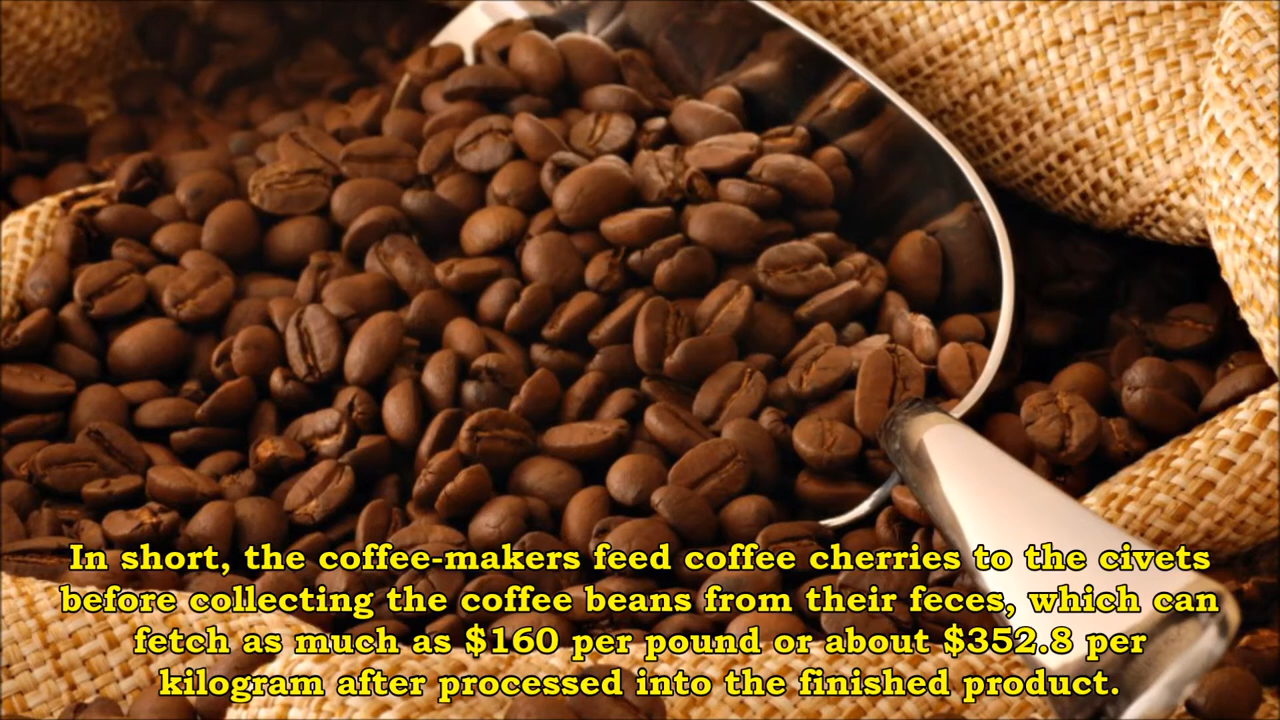 In short, the coffee-makers feed coffee cherries to the civets
before collecting the coffee beans from their feces, which can
fetch as much as $160 per pound or about $352.8 per
kilogram after processed into the finished product.